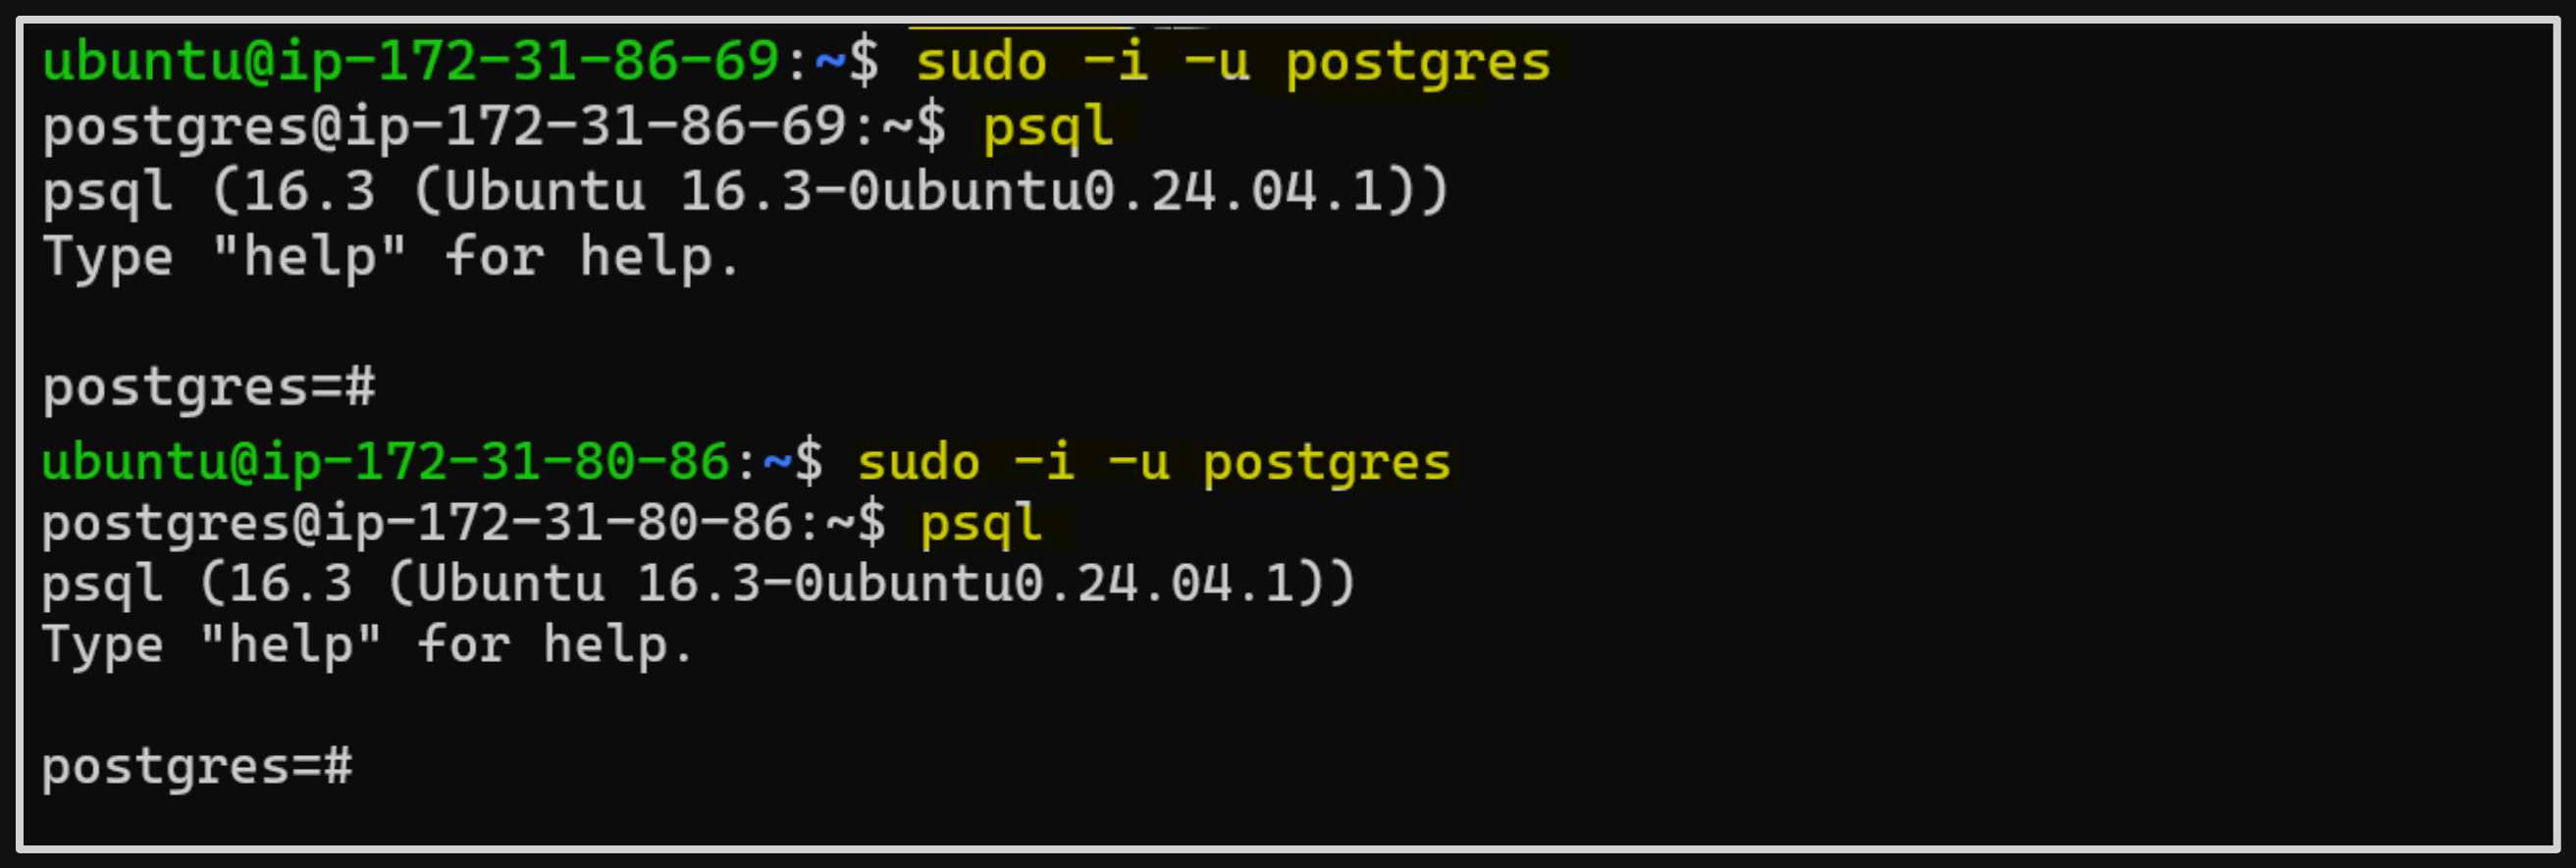 ubuntu@ip-172-31-86-69:~$ sudo -i -u postgres
postgres@ip-172-31-86-69:~$ psql
psql (16.3 (Ubuntu 16.3-0ubuntu0.24.04.1))
Type "help" for help.
postgres=#
ubuntu@ip-172-31-80-86:~$ sudo -i -u postgres
postgres@ip-172-31-80-86:~$ psql
psql (16.3 (Ubuntu 16.3-0ubuntu0.24.04.1))
Type "help" for help.
postgres=#